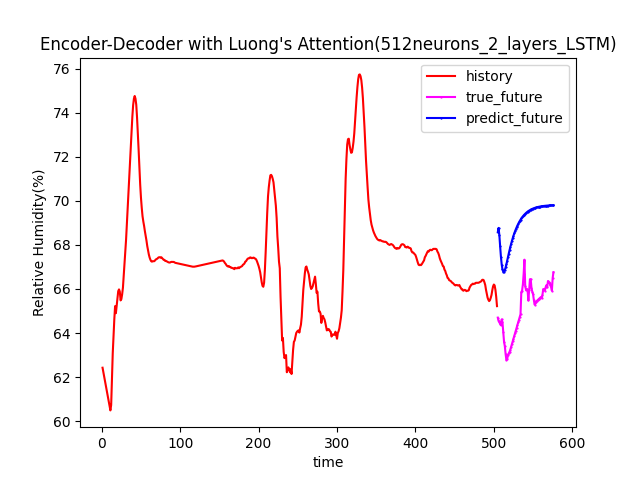 Encoder-Decoder with Luong's Attention(512neurons_2_layers_LSTM)
history
true_future
predict_future
Relative Humidity(%)
76
74
72
70
68
66
64
62
60
0 100 200 300 400 500 600
time